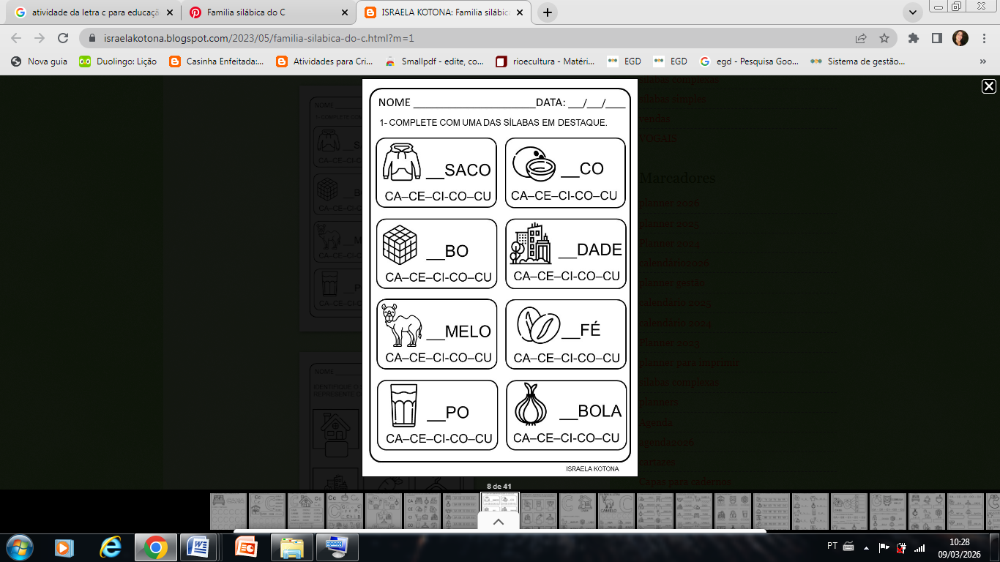 atividade da letra c para educaçã
Familia silábica do C
ISRAELA KOTONA: Familia silábic
israelakotona.blogspot.com/2023/05/familia-silabica-do-c.html?m=1
Nova guia
Duolingo: Lição
Casinha Enfeitada:...
Atividades para Cri...
Smallpdf - edite, co...
rioecultura - Matéri...
EGD
EGD
egd - Pesquisa Goo...
Sistema de gestão...
»
NOME ______________________DATA: ___/___/____
1- COMPLETE COM UMA DAS SÍLABAS EM DESTAQUE.
__SACO
CA–CE–CI-CO–CU
__CO
CA–CE–CI-CO–CU
__BO
CA–CE–CI-CO–CU
__DADE
CA–CE–CI-CO–CU
__MELO
CA–CE–CI-CO–CU
__FÉ
CA–CE–CI-CO–CU
__PO
CA–CE–CI-CO–CU
__BOLA
CA–CE–CI-CO–CU
ISRAELA KOTONA
sílabas complexas
sílabas simples
vendas
VOGAIS
Marcadores
planner 2026
planner 2025
Planner 2024
calendário2026
planner gestão
calendário 2025
calendário 2024
Planner 2023
planner para imprimir
sílabas complexas
planners
Agenda
agenda2026
cartazes
Capas para cadernos
8 de 41
PT
10:28
09/03/2026